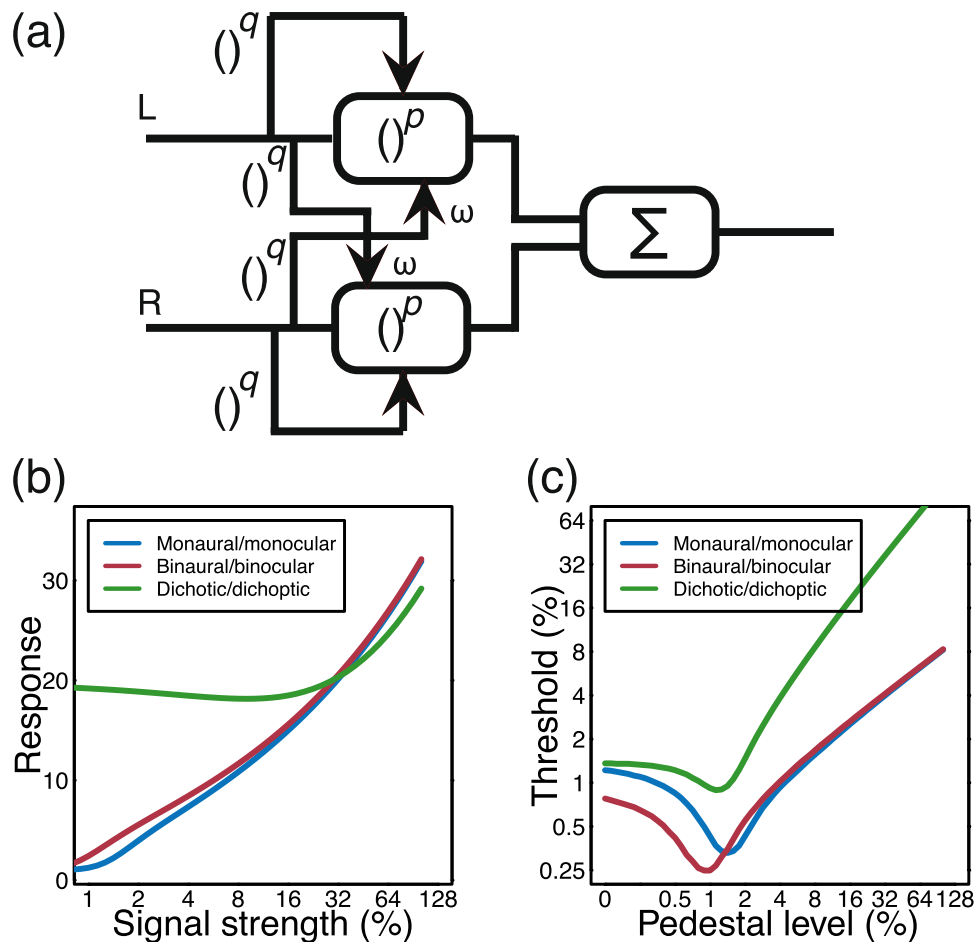 (a)
()q
L
()p
()q
ω
Σ
()q
ω
R
()p
()q
(b)
Monaural/monocular
Binaural/binocular
Dichotic/dichoptic
Response
30
20
10
0
1 2 4 8 16 32 64 128
Signal strength (%)
(c)
Monaural/monocular
Binaural/binocular
Dichotic/dichoptic
Threshold (%)
64
32
16
8
4
2
1
0.5
0.25
0 0.5 1 2 4 8 16 32 128
Pedestal level (%)